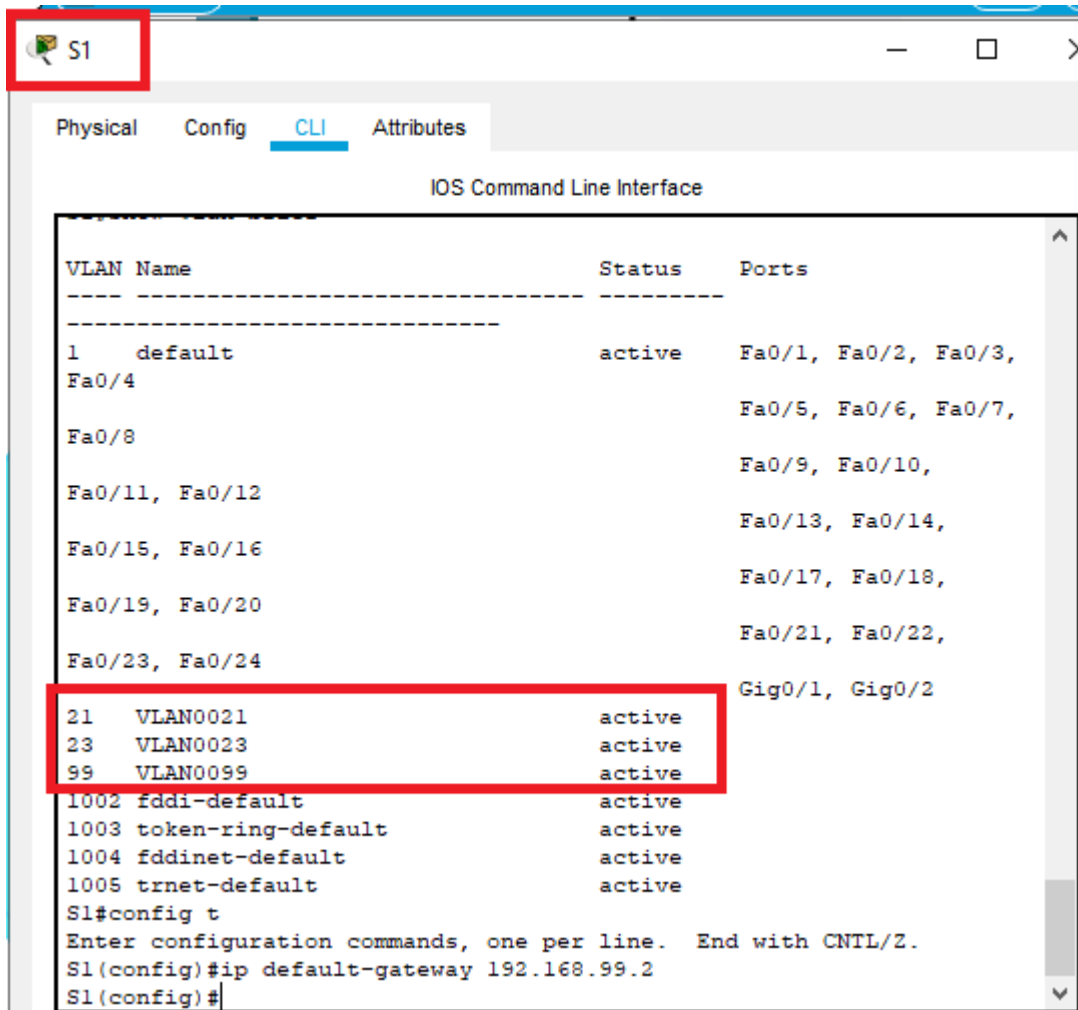 S1
Physical Config CLI Attributes
IOS Command Line Interface
VLAN Name Status Ports
---- -------------------------------- ---------
-------------------------------
1 default active Fa0/1, Fa0/2, Fa0/3,
Fa0/4
Fa0/5, Fa0/6, Fa0/7,
Fa0/8
Fa0/9, Fa0/10,
Fa0/11, Fa0/12
Fa0/13, Fa0/14,
Fa0/15, Fa0/16
Fa0/17, Fa0/18,
Fa0/19, Fa0/20
Fa0/21, Fa0/22,
Fa0/23, Fa0/24
Gig0/1, Gig0/2
21 VLAN0021 active
23 VLAN0023 active
99 VLAN0099 active
1002 fddi-default active
1003 token-ring-default active
1004 fddinet-default active
1005 trnet-default active
S1#config t
Enter configuration commands, one per line. End with CNTL/Z.
S1(config)#ip default-gateway 192.168.99.2
S1(config)#